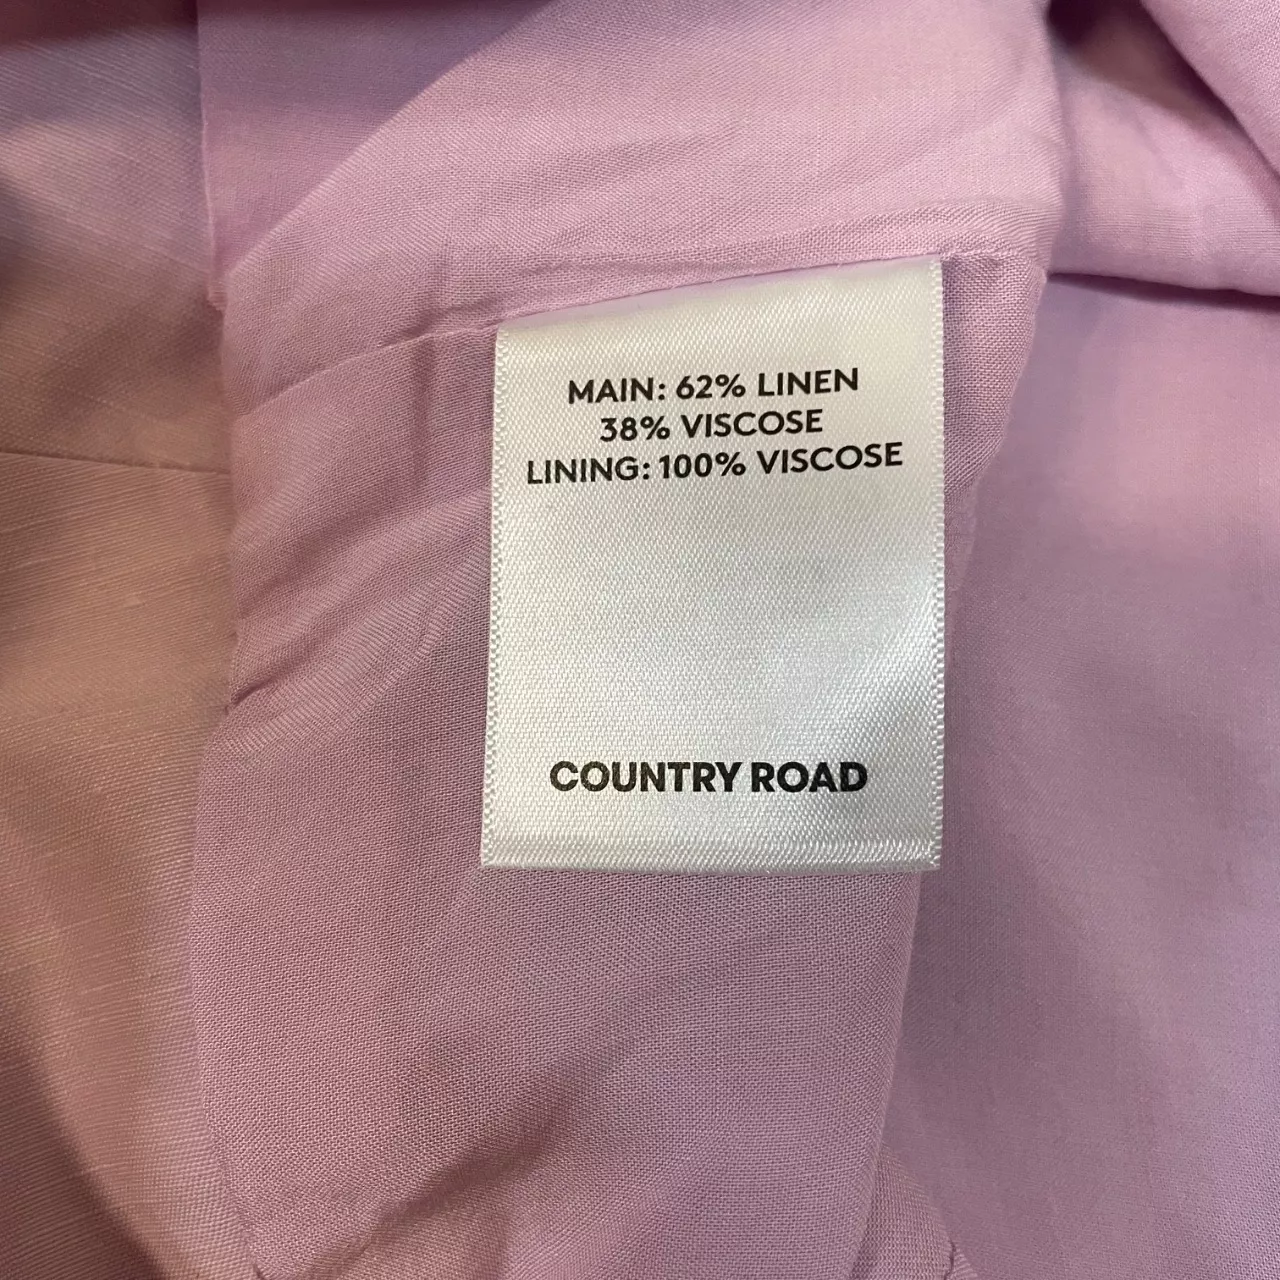 MAIN: 62% LINEN
38% VISCOSE
LINING: 100% VISCOSE
COUNTRY ROAD